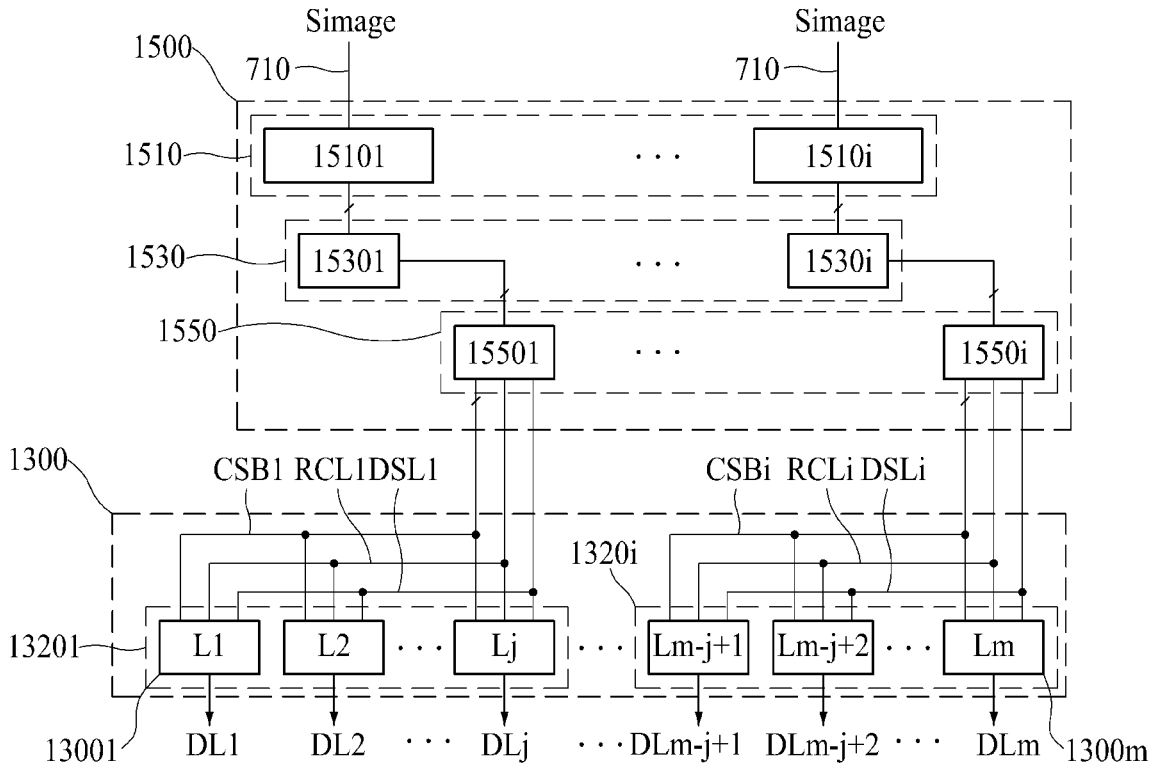 Simage Simage
1500
710 710
1510 15101 · · · 1510i
1530 15301 · · · 1530i
1550 15501 · · · 1550i
1300
CSB1 RCL1 DSL1 CSBi RCLi DSLi
1320i
13201 L1 L2 · · · Lj · · · Lm-j+1 Lm-j+2 · · · Lm
13001 DL1 DL2 · · · DLj · · · DLm-j+1 DLm-j+2 · · · DLm 1300m